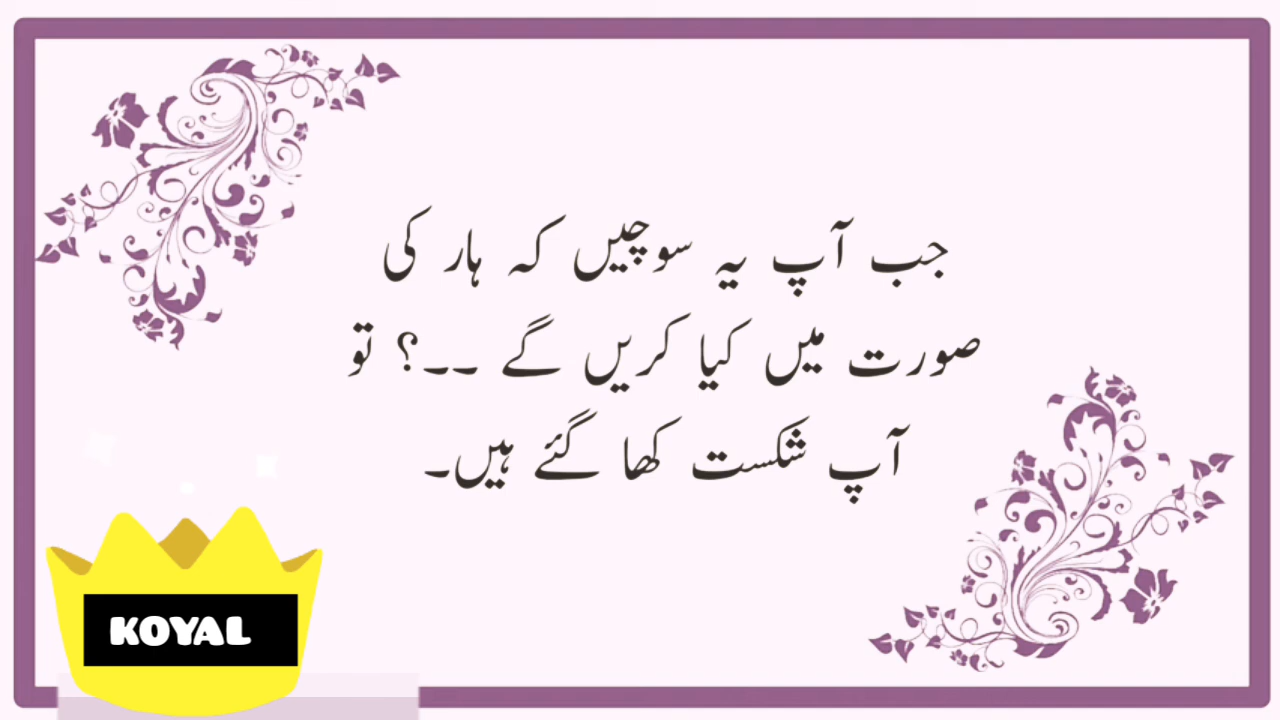 جب آپ یہ سوچیں کہ ہار کی
صورت میں کیا کریں گے ۔۔؟ تو
آپ شکست کھا گئے ہیں۔
KOYAL